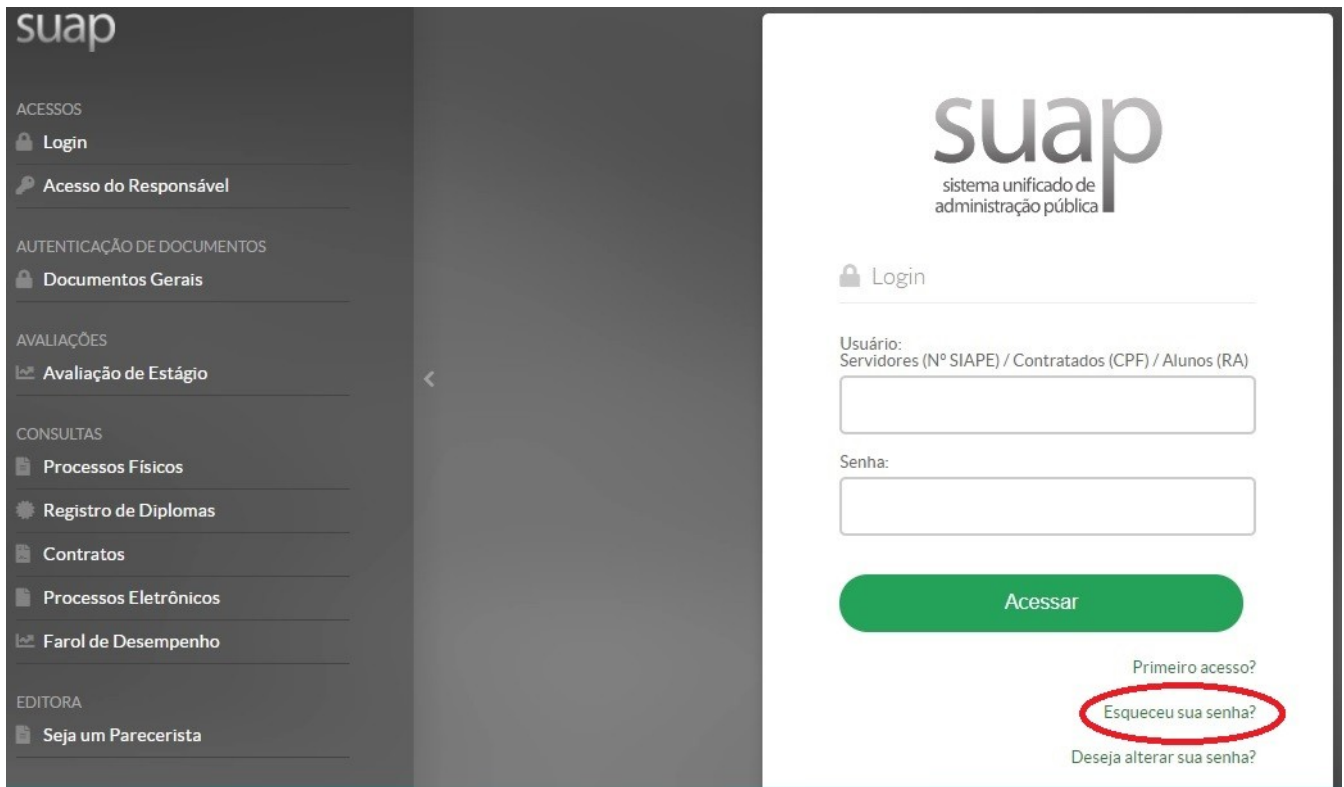 suap
ACESSOS
Login
Acesso do Responsável
AUTENTICAÇÃO DE DOCUMENTOS
Documentos Gerais
AVALIAÇÕES
Avaliação de Estágio
CONSULTAS
Processos Físicos
Registro de Diplomas
Contratos
Processos Eletrônicos
Farol de Desempenho
EDITORA
Seja um Parecerista
suap
sistema unificado de
administração pública
Login
Usuário:
Servidores (Nº SIAPE) / Contratados (CPF) / Alunos (RA)
Senha:
Acessar
Primeiro acesso?
Esqueceu sua senha?
Deseja alterar sua senha?